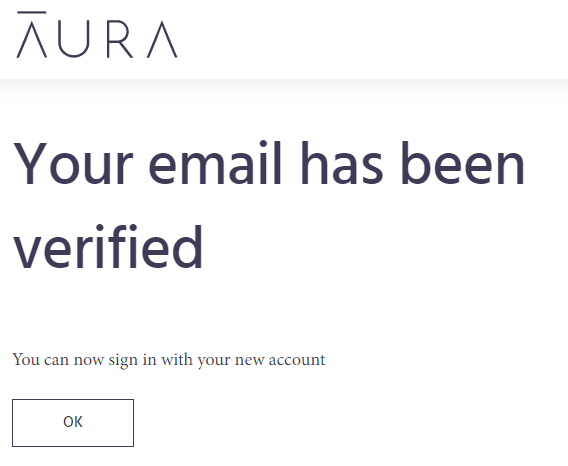 ĀURA
Your email has been
verified
You can now sign in with your new account
OK